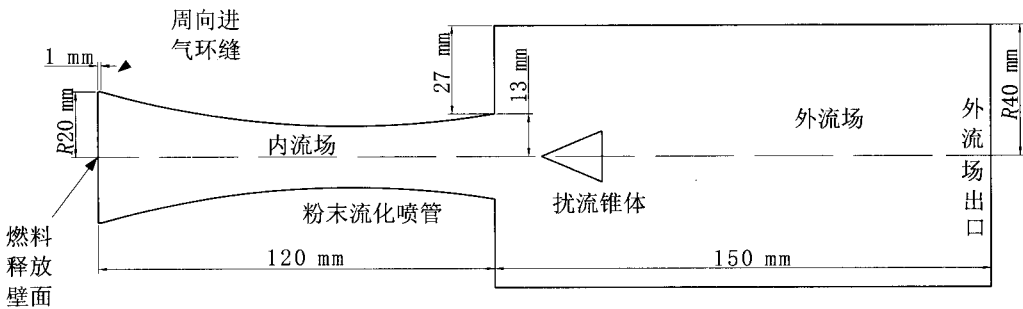 周向进
气环缝
1 mm
R20 mm
27 mm
13 mm
R40 mm
内流场
外流场
外流场出口
扰流锥体
粉末流化喷管
燃料
释放
壁面
120 mm
150 mm